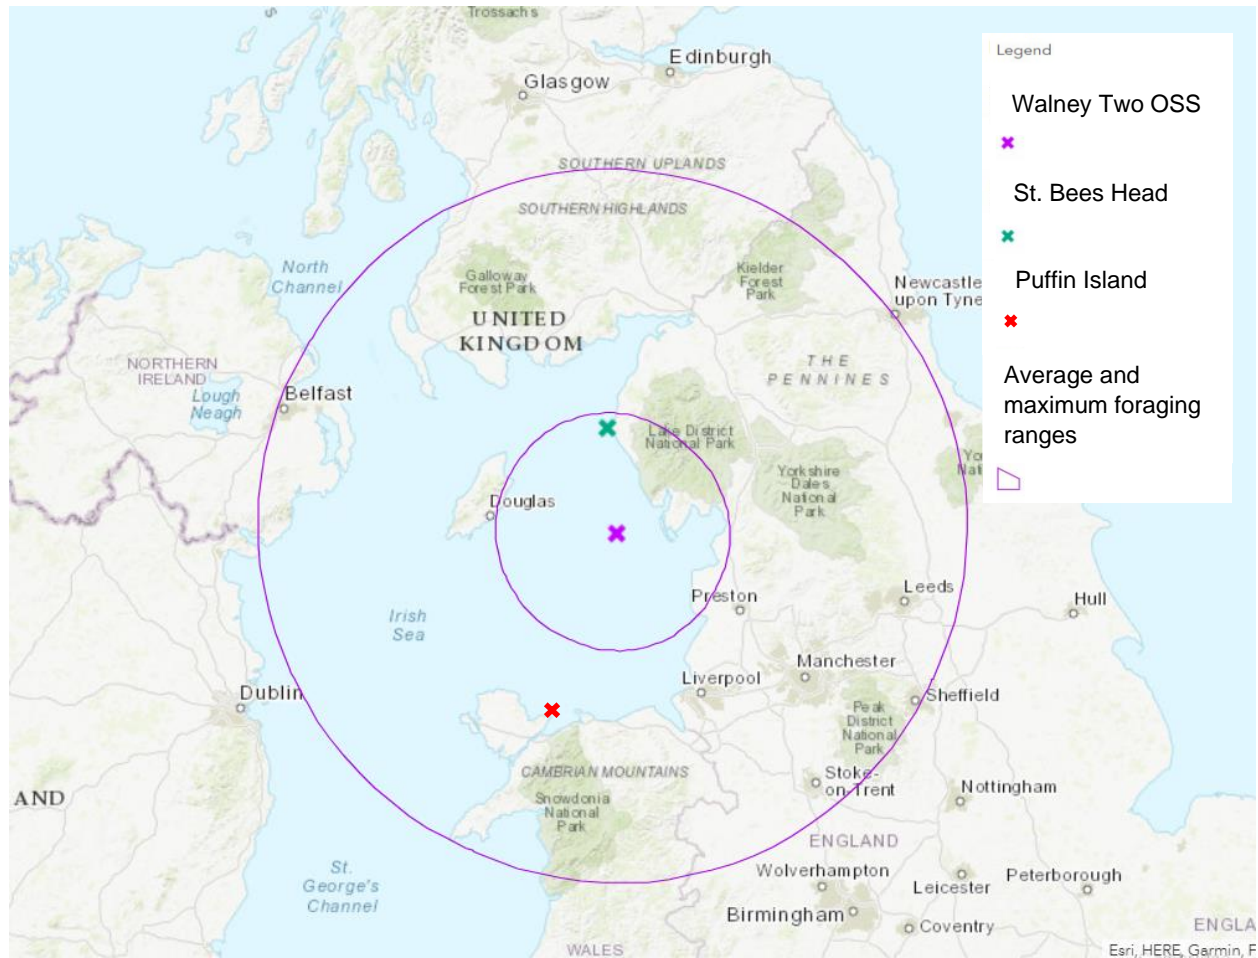 Trossachs
S
Edinburgh
Glasgow
SOUTHERN UPLANDS
SOUTHERN HIGHLANDS
North
Channel
Galloway
Forest Park
Kielder
Forest
Park
Newcastle
upon Tyne
UNITED
KINGDOM
NORTHERN
IRELAND
Lough
Neagh
Belfast
THE
PENNINES
Lake District
National Park
Yo
Nat
Yorkshire
Dales
National
Park
Douglas
Irish
Sea
Preston
Leeds
Hull
Dublin
Liverpool
Manchester
Sheffield
Peak
District
National
Park
CAMBRIAN MOUNTAINS
Stoke-
on-Trent
Snowdonia
National
Park
Nottingham
AND
ENGLAND
St.
George's
Channel
Wolverhampton
Leicester
Peterborough
Birmingham
Coventry
ENGLA
WALES
Esri, HERE, Garmin, F
Legend
Walney Two OSS
St. Bees Head
Puffin Island
Average and
maximum foraging
ranges